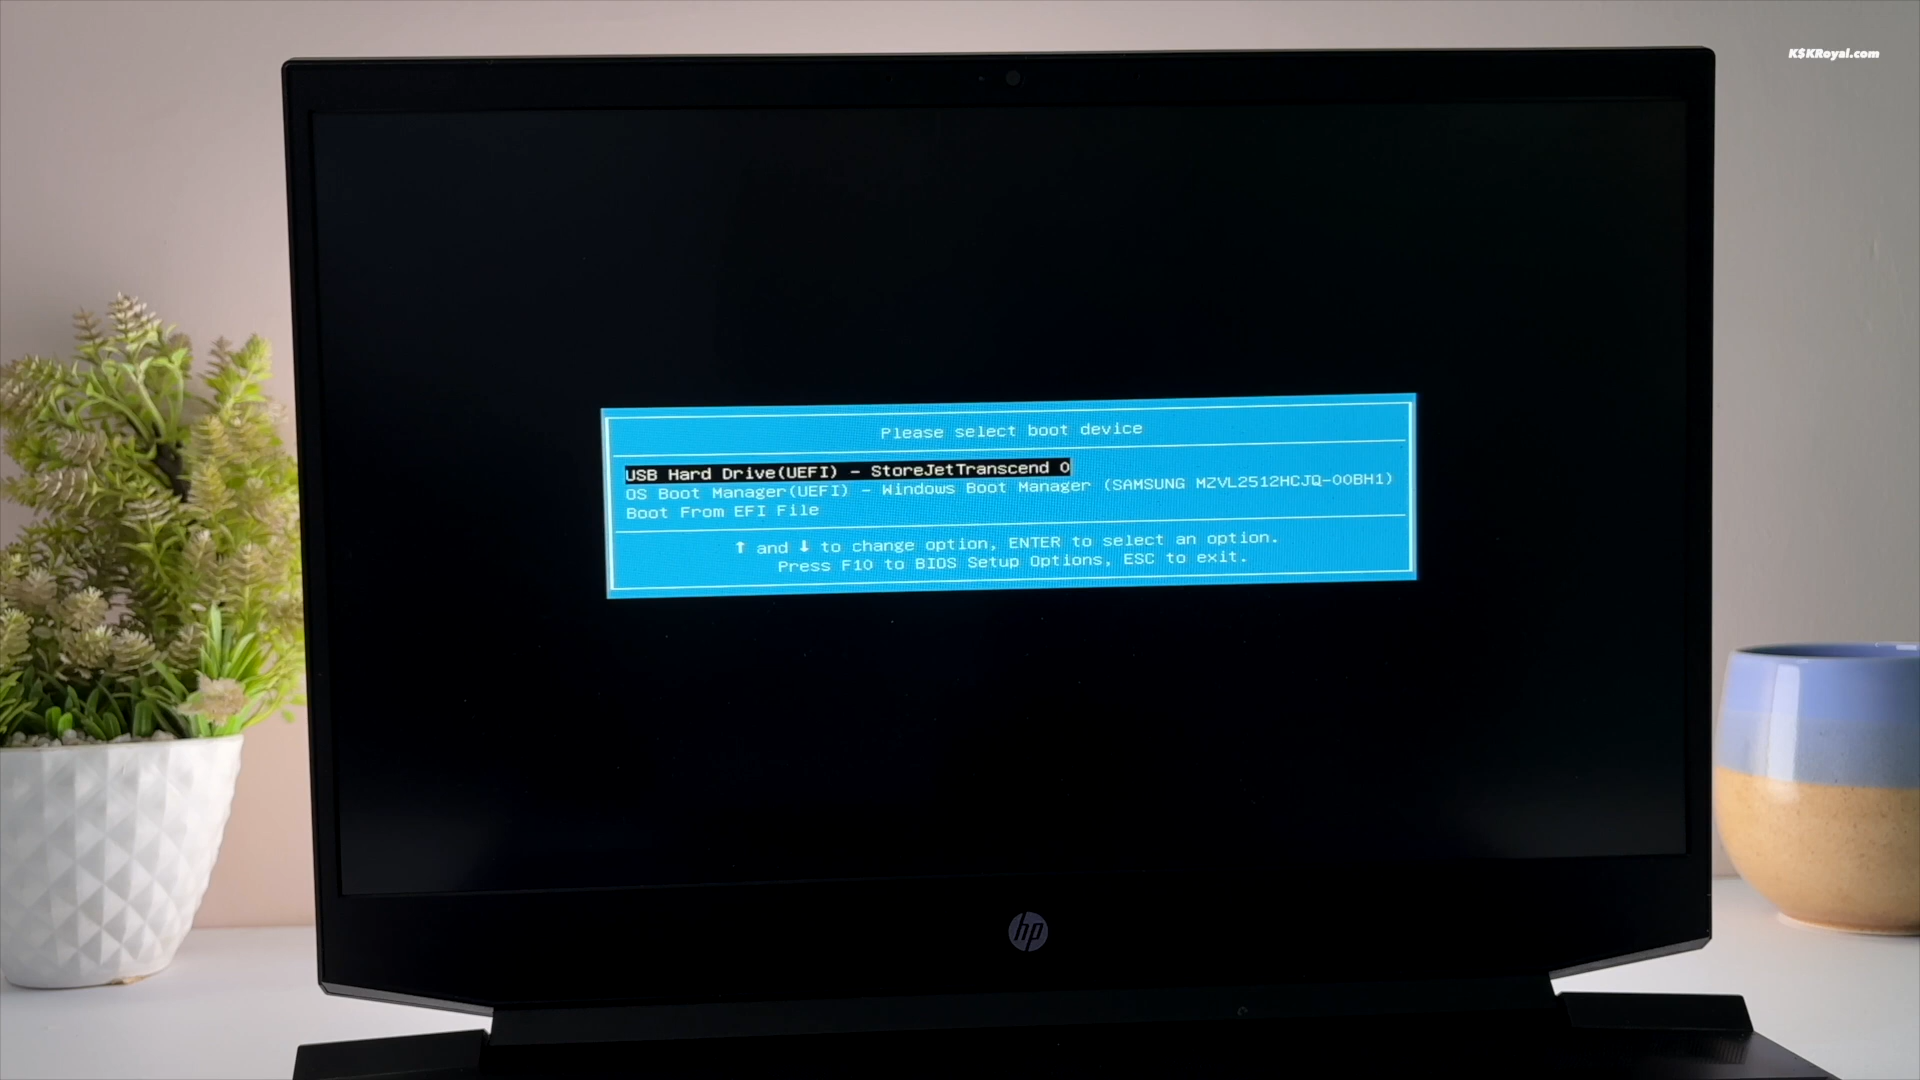 K$KRoyal.com
Please select boot device
USB Hard Drive(UEFI) - StoreJetTranscend 0
OS Boot Manager(UEFI) - Windows Boot Manager (SAMSUNG MZVL2512HCJQ-00BH1)
Boot From EFI File
↑ and ↓ to change option, ENTER to select an option.
Press F10 to BIOS Setup Options, ESC to exit.
hp